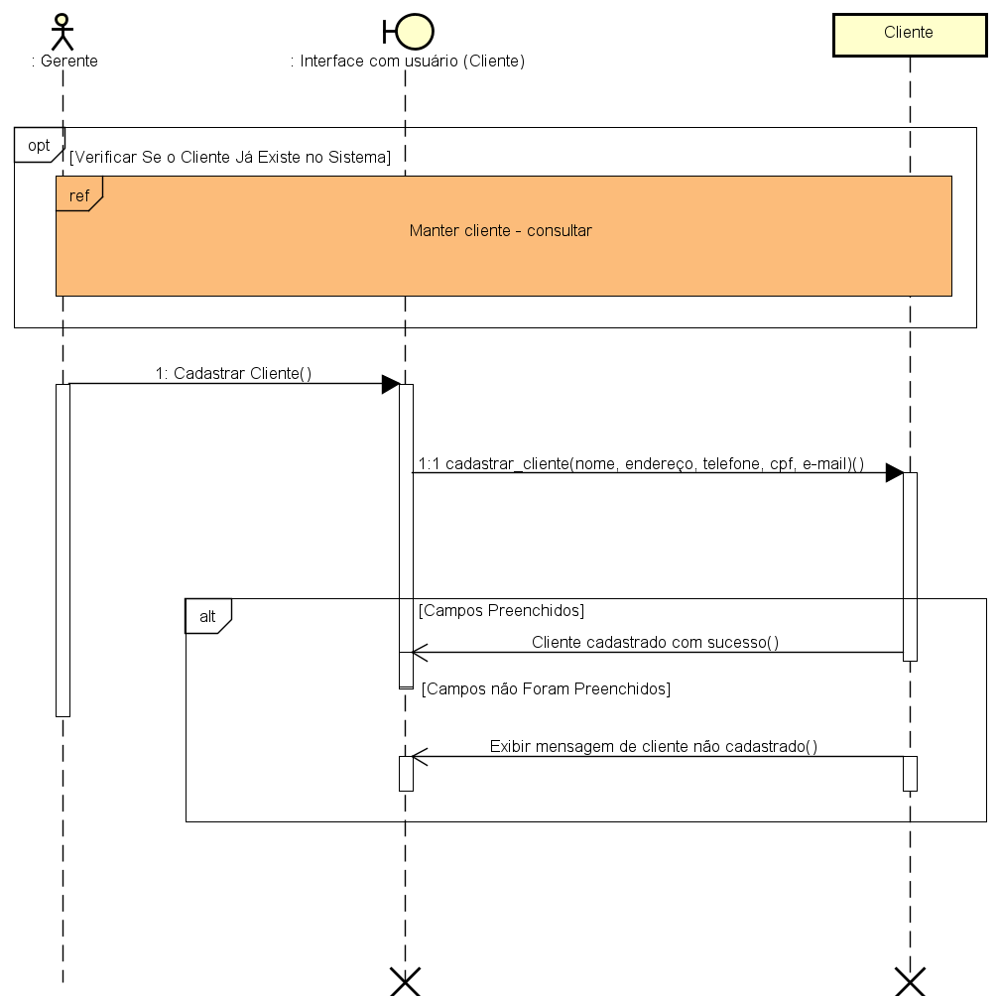 : Gerente
: Interface com usuário (Cliente)
Cliente
opt
[Verificar Se o Cliente Já Existe no Sistema]
ref
Manter cliente - consultar
1: Cadastrar Cliente()
1:1 cadastrar_cliente(nome, endereço, telefone, cpf, e-mail)()
alt
[Campos Preenchidos]
Cliente cadastrado com sucesso()
[Campos não Foram Preenchidos]
Exibir mensagem de cliente não cadastrado()